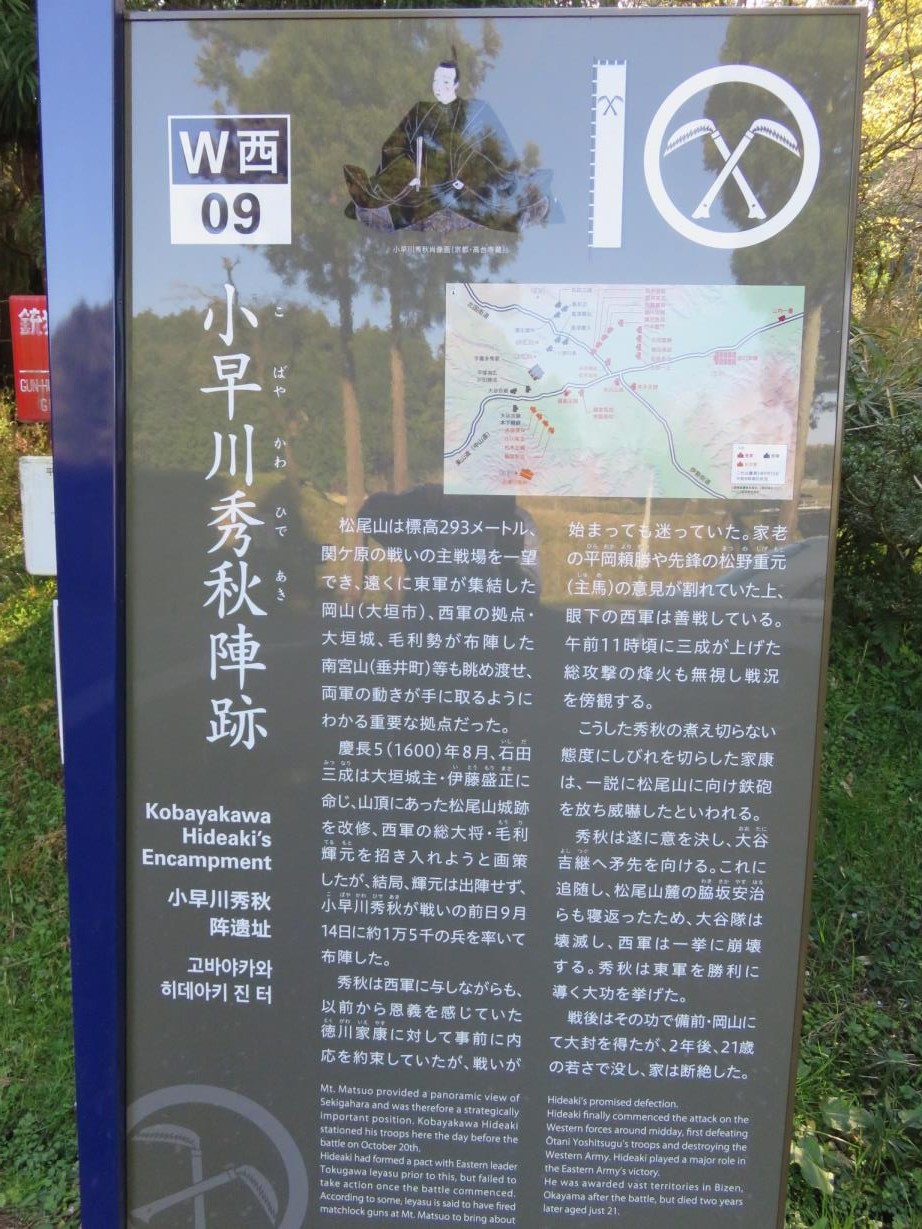 W西
09
小早川秀秋肖像画(京都・高台寺蔵)
小早川秀秋陣跡
こ ばや かわ ひで あき
Kobayakawa
Hideaki's
Encampment
小早川秀秋
阵遗址
고바야카와
히데아키 진 터
松尾山は標高293メートル、
関ケ原の戦いの主戦場を一望
でき、遠くに東軍が集結した
岡山(大垣市)、西軍の拠点・
大垣城、毛利勢が布陣した
南宮山(垂井町)等も眺め渡せ、
両軍の動きが手に取るように
わかる重要な拠点だった。
慶長5(1600)年8月、石田
三成は大垣城主・伊藤盛正に
命じ、山頂にあった松尾山城跡
を改修、西軍の総大将・毛利
輝元を招き入れようと画策
したが、結局、輝元は出陣せず、
小早川秀秋が戦いの前日9月
14日に約1万5千の兵を率いて
布陣した。
秀秋は西軍に与しながらも、
以前から恩義を感じていた
徳川家康に対して事前に内
応を約束していたが、戦いが
始まっても迷っていた。家老
の平岡頼勝や先鋒の松野重元
(主馬)の意見が割れていた上、
眼下の西軍は善戦している。
午前11時頃に三成が上げた
総攻撃の烽火も無視し戦況
を傍観する。
こうした秀秋の煮え切らない
態度にしびれを切らした家康
は、一説に松尾山に向け鉄砲
を放ち威嚇したといわれる。
秀秋は遂に意を決し、大谷
吉継へ矛先を向ける。これに
追随し、松尾山麓の脇坂安治
らも寝返ったため、大谷隊は
壊滅し、西軍は一挙に崩壊
する。秀秋は東軍を勝利に
導く大功を挙げた。
戦後はその功で備前・岡山に
て大封を得たが、2年後、21歳
の若さで没し、家は断絶した。
Mt. Matsuo provided a panoramic view of
Sekigahara and was therefore a strategically
important position. Kobayakawa Hideaki
stationed his troops here the day before the
battle on October 20th.
Hideaki had formed a pact with Eastern leader
Tokugawa Ieyasu prior to this, but failed to
take action once the battle commenced.
According to some, Ieyasu is said to have fired
matchlock guns at Mt. Matsuo to bring about
Hideaki's promised defection.
Hideaki finally commenced the attack on the
Western forces around midday, first defeating
Ōtani Yoshitsugu's troops and destroying the
Western Army. Hideaki played a major role in
the Eastern Army's victory.
He was awarded vast territories in Bizen,
Okayama after the battle, but died two years
later aged just 21.